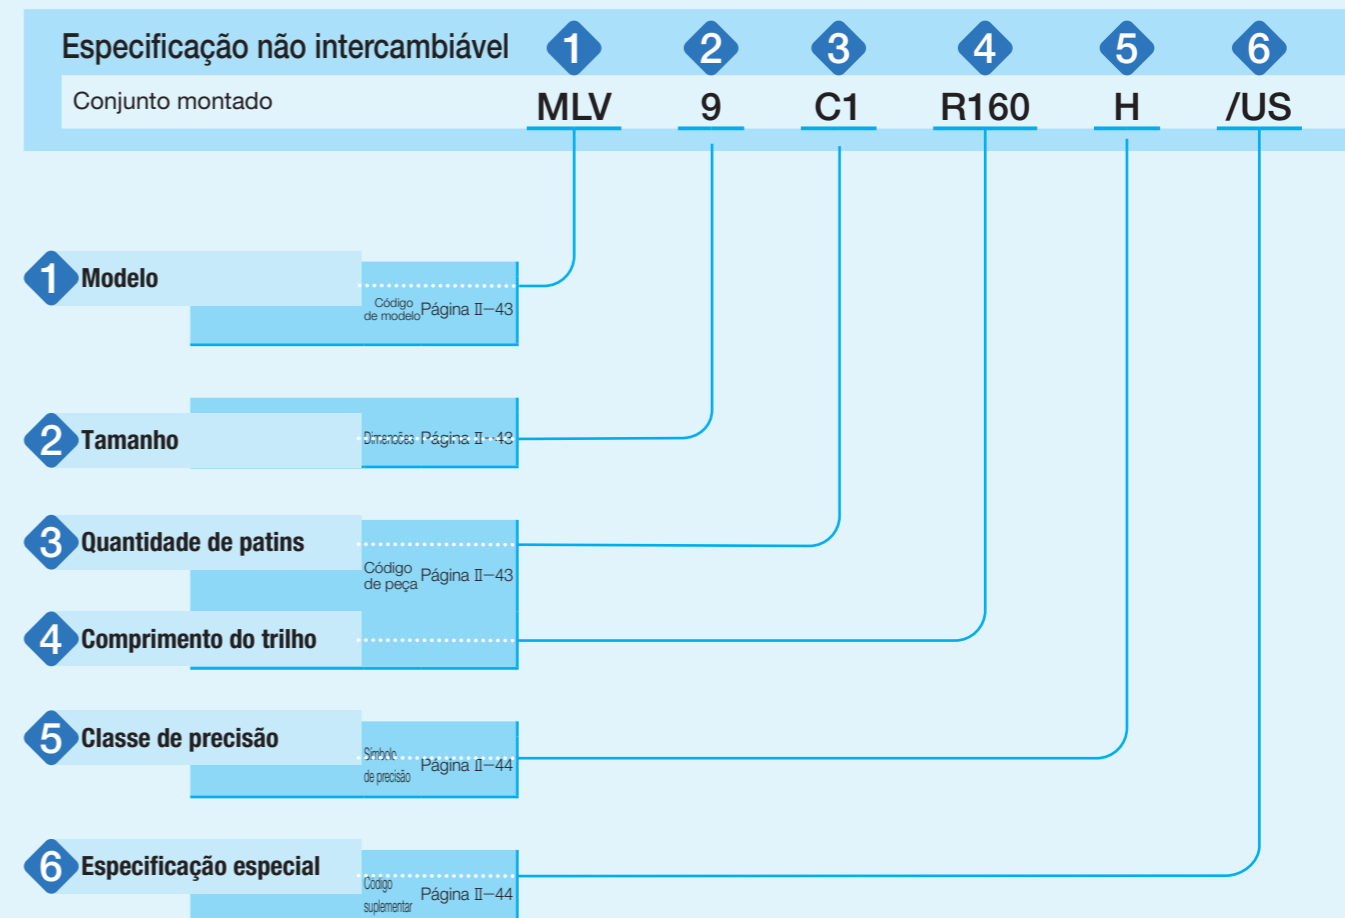 Especificação não intercambiável 1 2 3 4 5 6
Conjunto montado MLV 9 C1 R160 H /US
1 Modelo
Código
de modelo Página Ⅱ−43
2 Tamanho
Dimensões Página Ⅱ−43
3 Quantidade de patins
Código
de peça Página Ⅱ−43
4 Comprimento do trilho
5 Classe de precisão
Símbolo
de precisão Página Ⅱ−44
6 Especificação especial
Código
suplementar Página Ⅱ−44